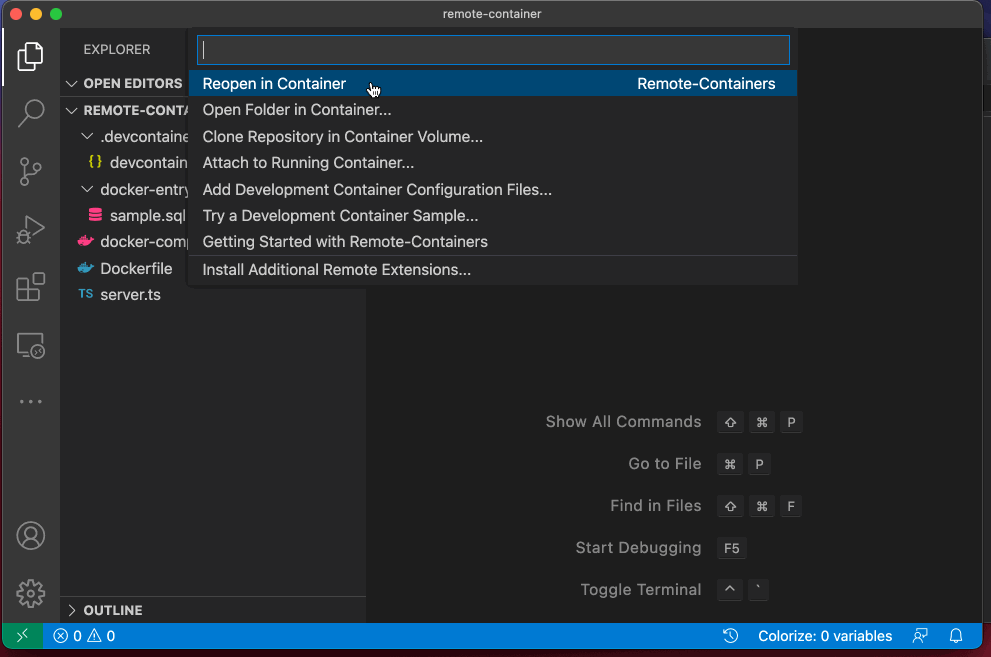 remote-container
EXPLORER
OPEN EDITORS
Reopen in Container Remote-Containers
REMOTE-CONTA
Open Folder in Container...
.devcontaine
Clone Repository in Container Volume...
{} devcontain
Attach to Running Container...
docker-entry
Add Development Container Configuration Files...
sample.sql
Try a Development Container Sample...
docker-comp
Getting Started with Remote-Containers
Dockerfile
Install Additional Remote Extensions...
TS server.ts
Show All Commands ⇧ ⌘ P
Go to File ⌘ P
Find in Files ⇧ ⌘ F
Start Debugging F5
Toggle Terminal ^ `
OUTLINE
0 0 Colorize: 0 variables